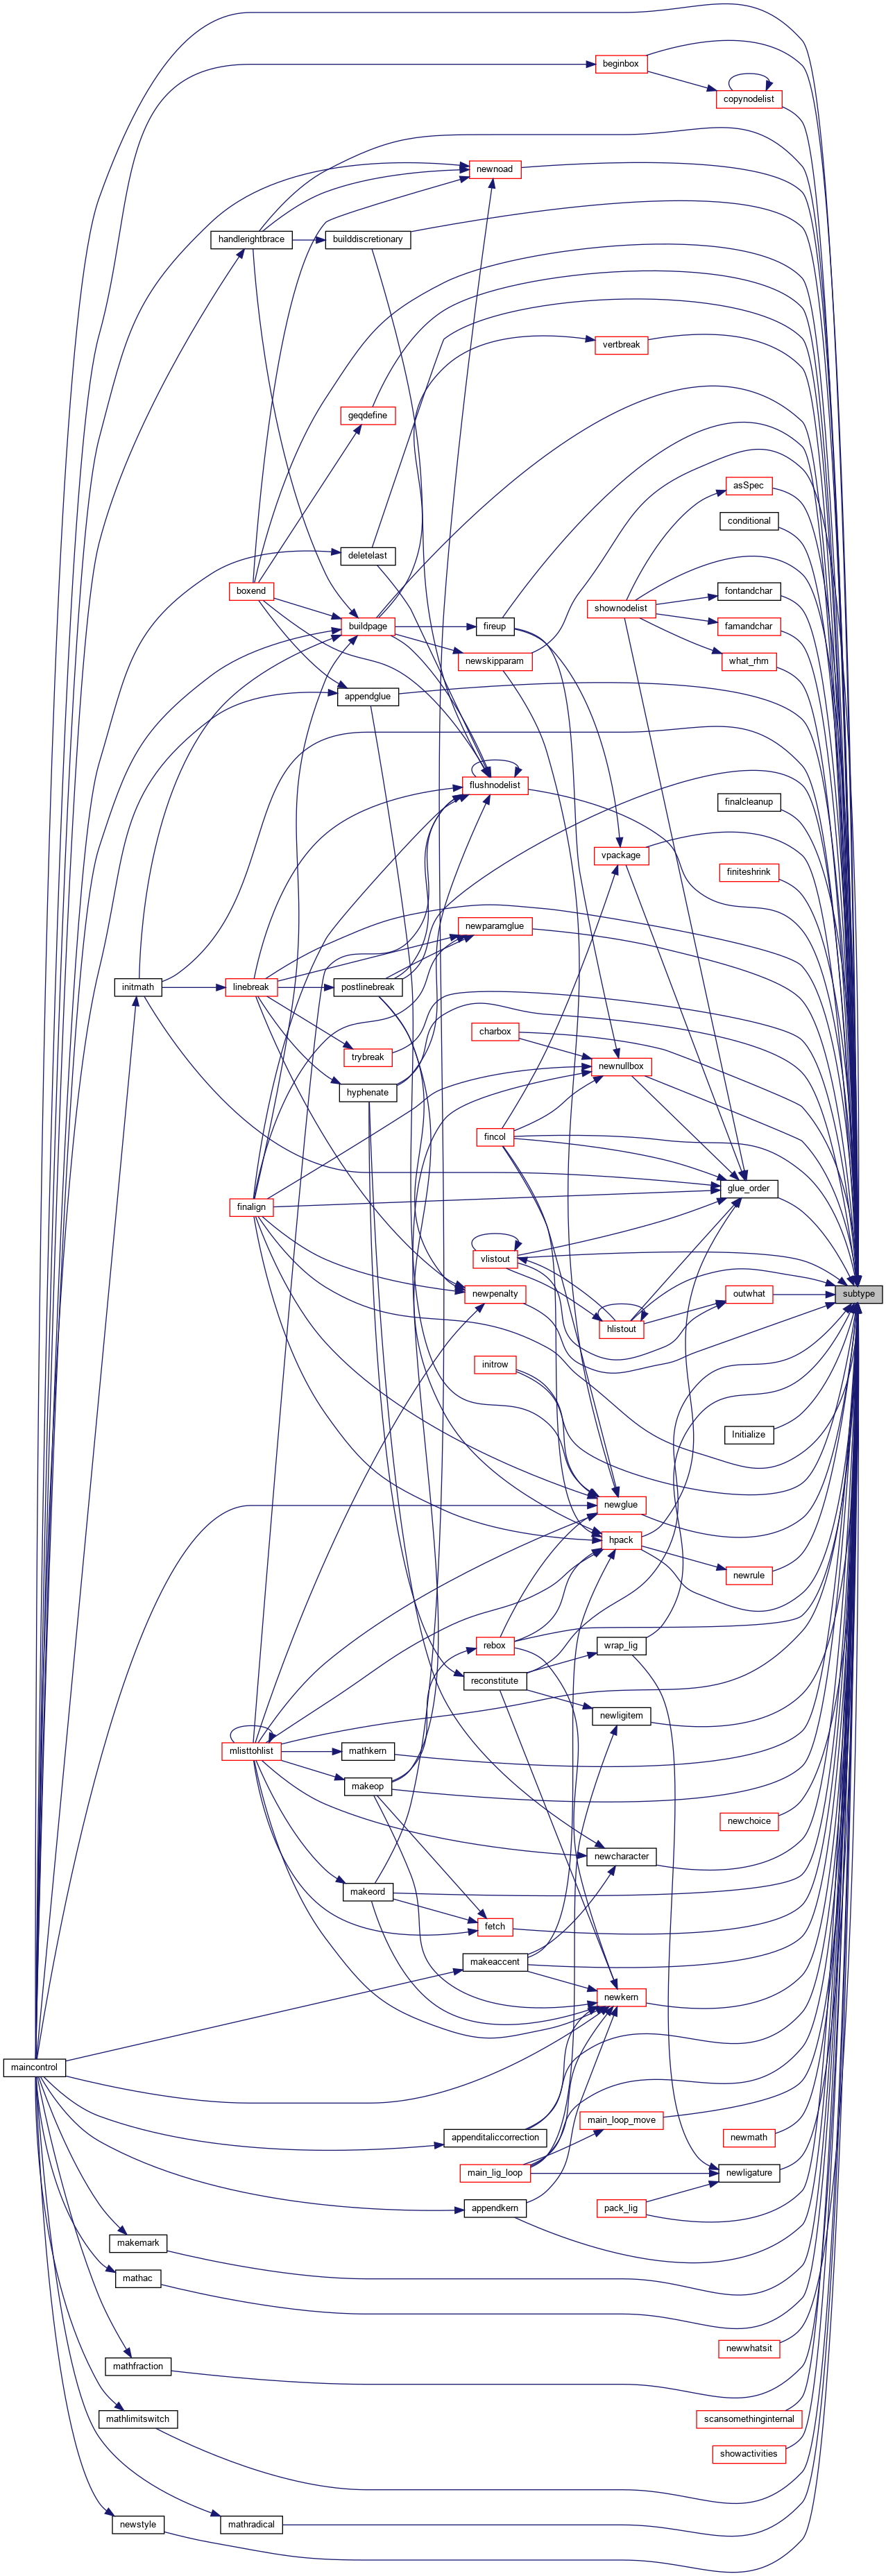 beginbox
copynodelist
newnoad
handlerightbrace
builddiscretionary
vertbreak
geqdefine
asSpec
conditional
deletelast
boxend
fontandchar
shownodelist
buildpage
fireup
famandchar
newskipparam
what_rhm
appendglue
flushnodelist
finalcleanup
vpackage
finiteshrink
newparamglue
initmath
linebreak
postlinebreak
charbox
trybreak
newnullbox
hyphenate
fincol
glue_order
finalign
vlistout
subtype
newpenalty
outwhat
hlistout
initrow
Initialize
newglue
hpack
newrule
rebox
wrap_lig
reconstitute
newligitem
mlisttohlist
mathkern
makeop
newchoice
newcharacter
makeord
fetch
makeaccent
newkern
maincontrol
main_loop_move
appenditaliccorrection
newmath
main_lig_loop
newligature
appendkern
pack_lig
makemark
mathac
newwhatsit
mathfraction
mathlimitswitch
scansomethinginternal
showactivities
newstyle
mathradical